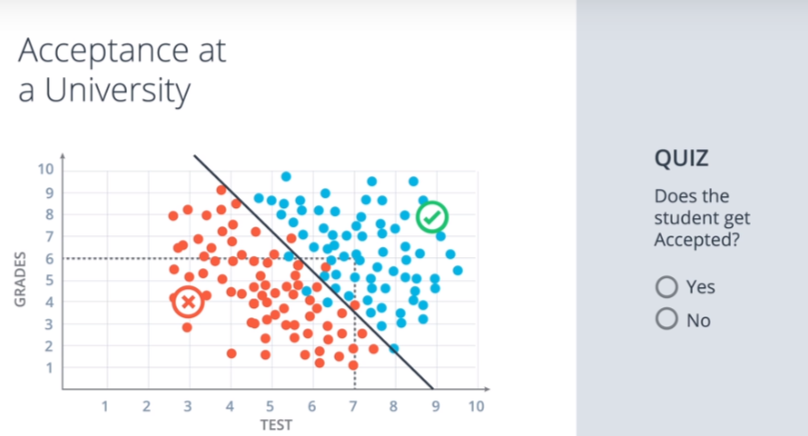 Acceptance at
a University
10
9
8
7
6
5
4
3
2
1
GRADES
1 2 3 4 5 6 7 8 9 10
TEST
QUIZ
Does the
student get
Accepted?
Yes
No